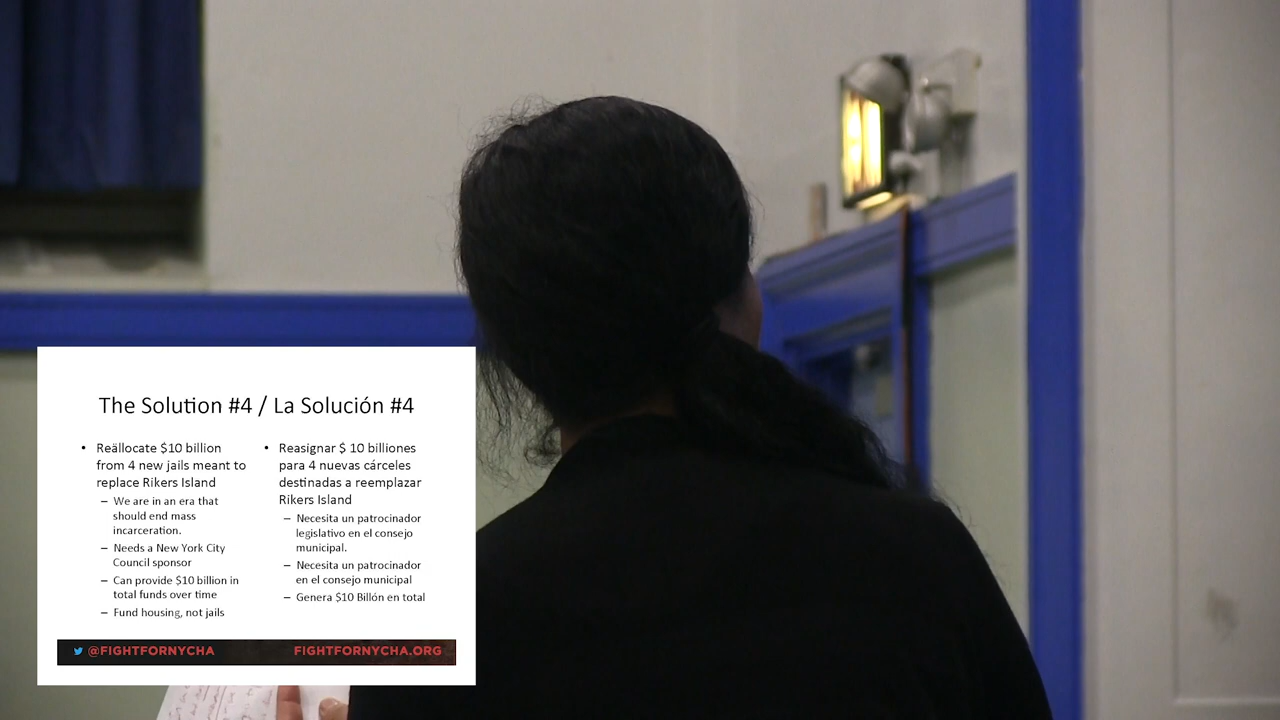 The Solution #4 / La Solución #4
• Reällocate $10 billion
from 4 new jails meant to
replace Rikers Island
– We are in an era that
should end mass
incarceration.
– Needs a New York City
Council sponsor
– Can provide $10 billion in
total funds over time
– Fund housing, not jails
• Reasignar $ 10 billiones
para 4 nuevas cárceles
destinadas a reemplazar
Rikers Island
– Necesita un patrocinador
legislativo en el consejo
municipal.
– Necesita un patrocinador
en el consejo municipal
– Genera $10 Billón en total
@FIGHTFORNYCHA
FIGHTFORNYCHA.ORG